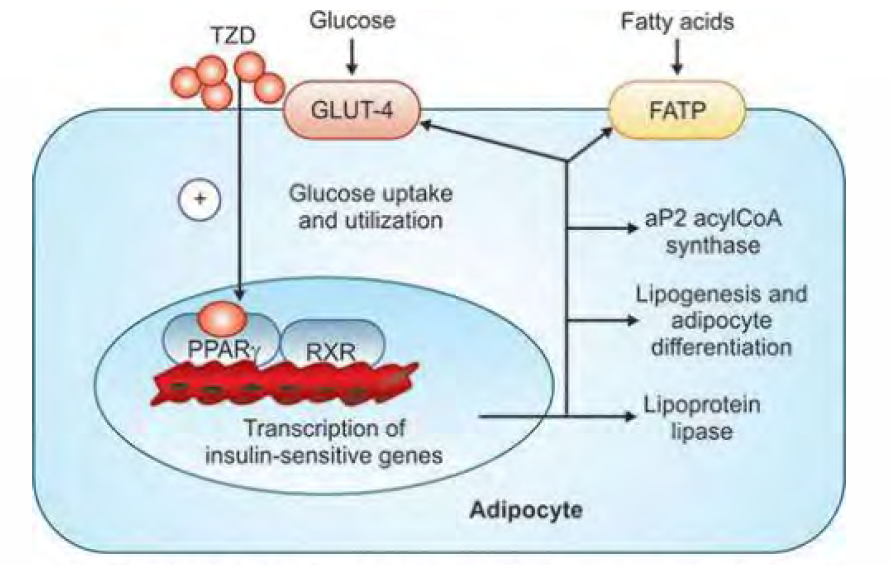 TZD
Glucose
Fatty acids
GLUT-4
FATP
+
Glucose uptake
and utilization
aP2 acylCoA
synthase
Lipogenesis and
adipocyte
differentiation
PPARγ
RXR
Lipoprotein
lipase
Transcription of
insulin-sensitive genes
Adipocyte